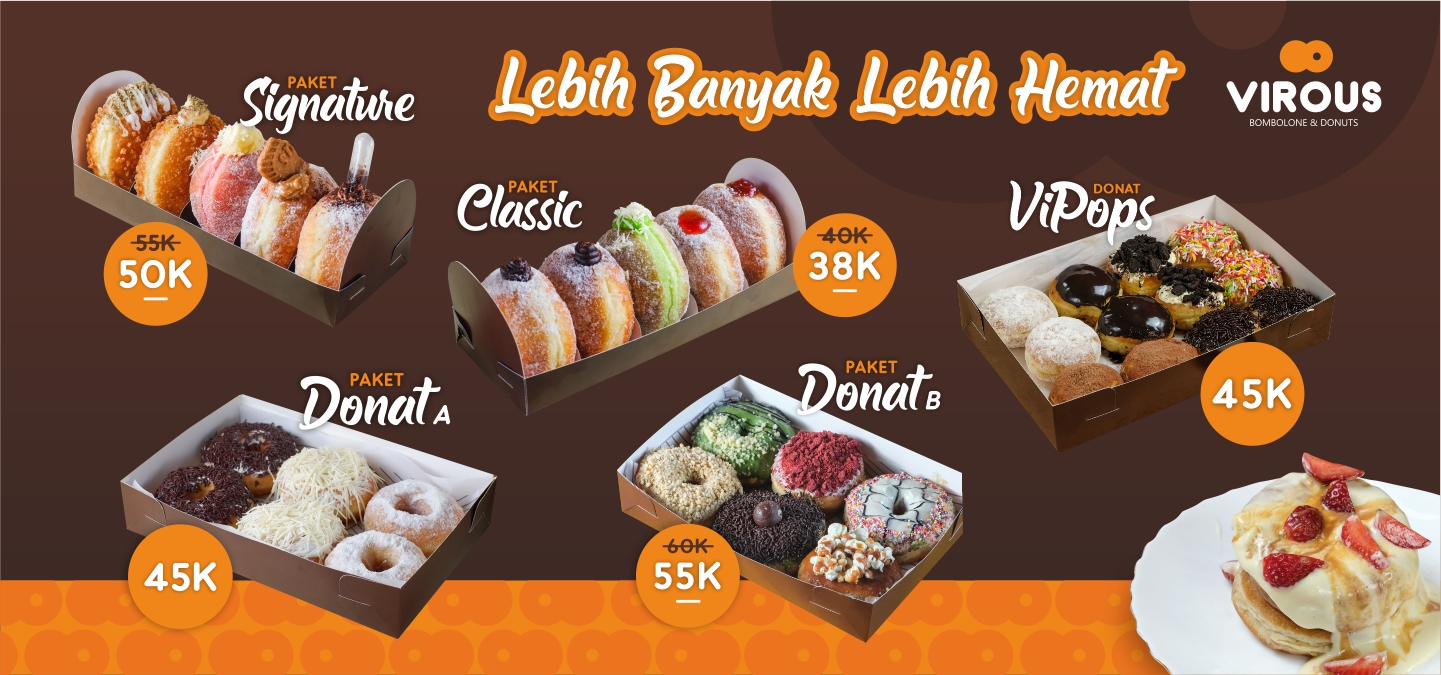 Lebih Banyak Lebih Hemat
VIROUS
BOMBOLONE & DONUTS
PAKET
Signature
55K
50K
PAKET
Classic
40K
38K
DONAT
ViPops
45K
PAKET
Donat A
45K
PAKET
Donat B
60K
55K